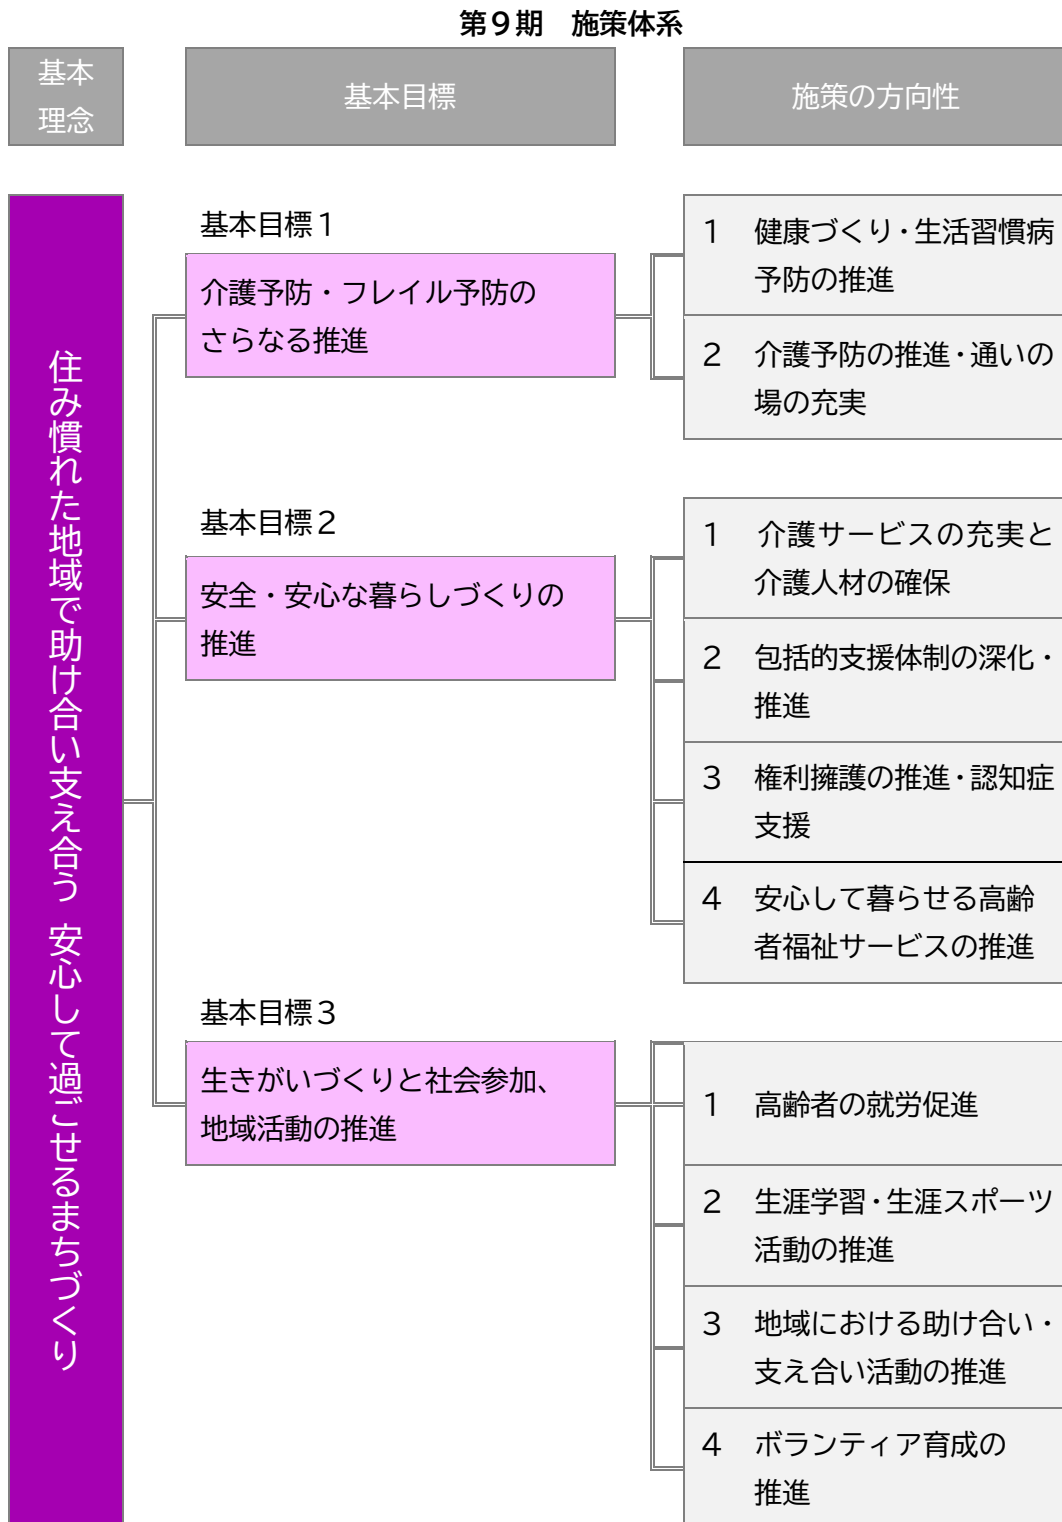 第9期　施策体系
基本
理念
基本目標
施策の方向性
住み慣れた地域で助け合い支え合う 安心して過ごせるまちづくり
基本目標1
介護予防・フレイル予防の
さらなる推進
1　健康づくり・生活習慣病
予防の推進
2　介護予防の推進・通いの
場の充実
基本目標2
安全・安心な暮らしづくりの
推進
1　介護サービスの充実と
介護人材の確保
2　包括的支援体制の深化・
推進
3　権利擁護の推進・認知症
支援
4　安心して暮らせる高齢
者福祉サービスの推進
基本目標3
生きがいづくりと社会参加、
地域活動の推進
1　高齢者の就労促進
2　生涯学習・生涯スポーツ
活動の推進
3　地域における助け合い・
支え合い活動の推進
4　ボランティア育成の
推進